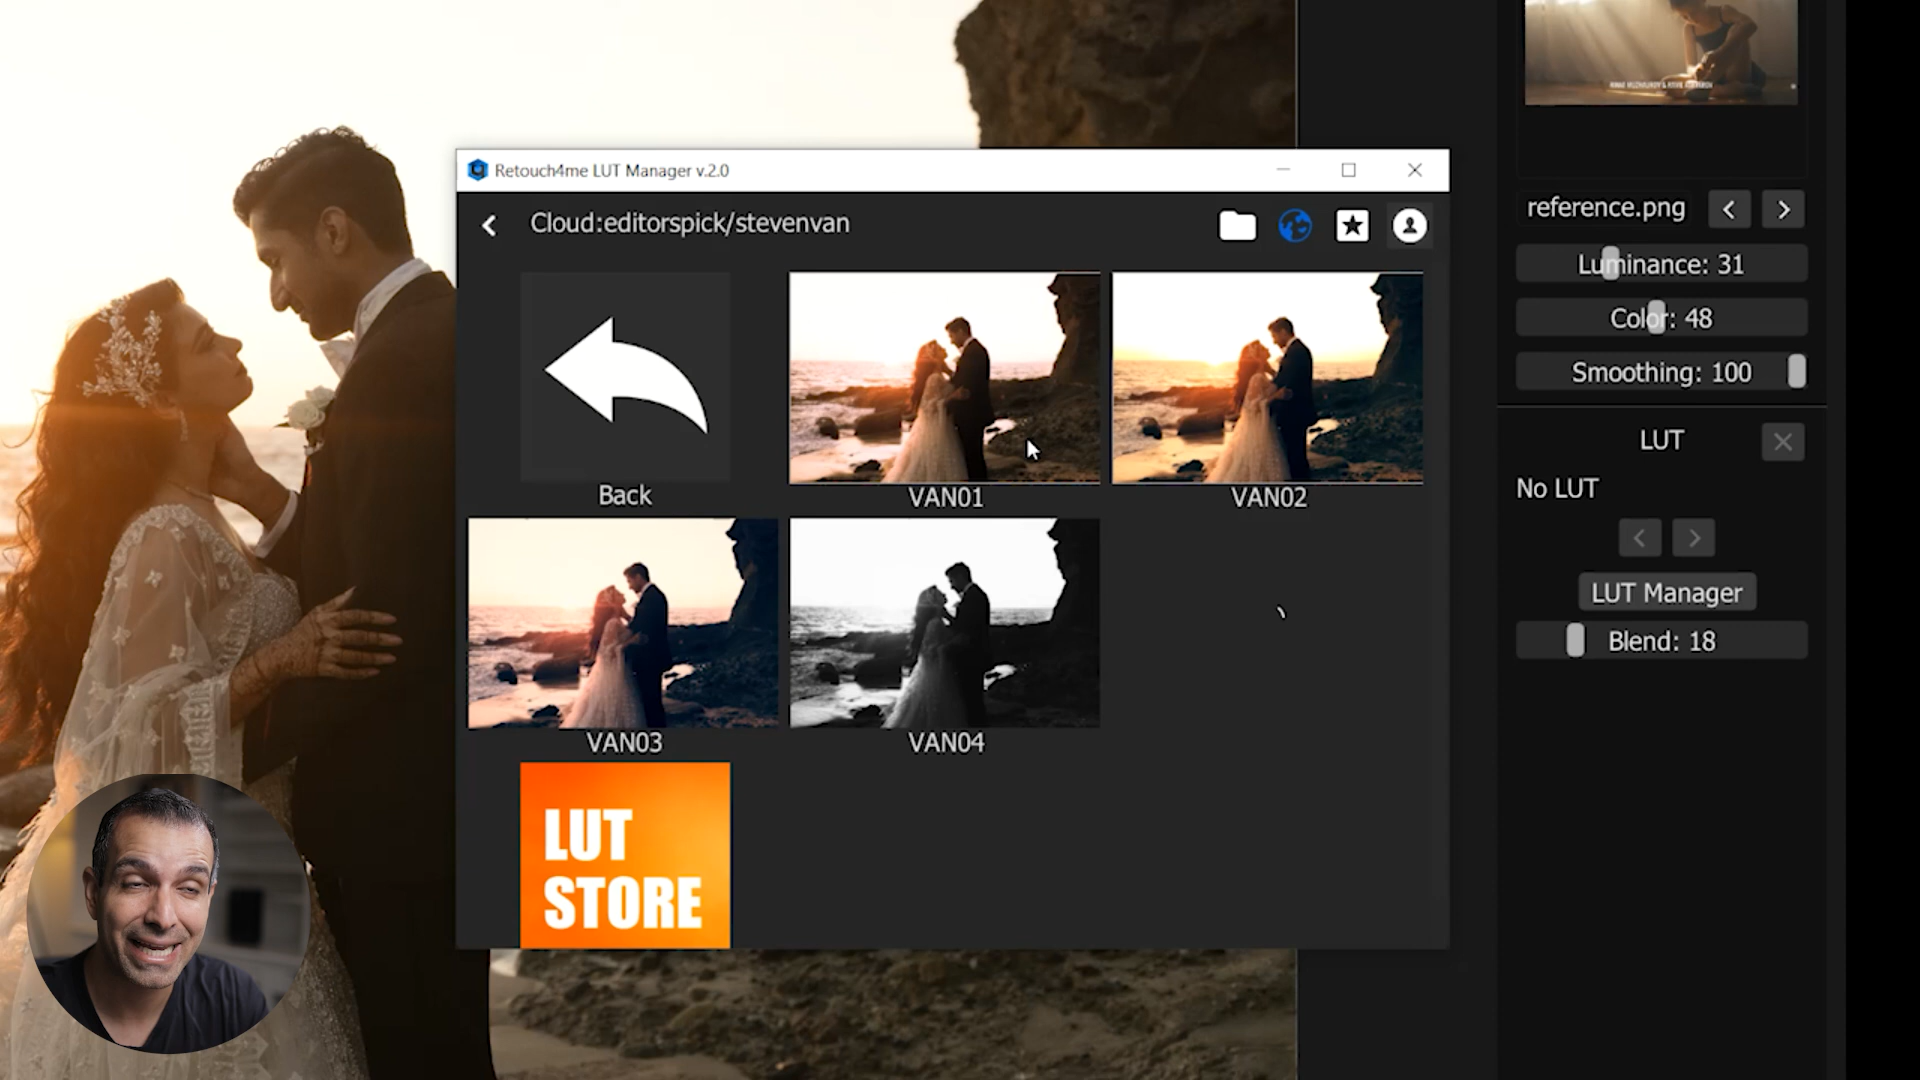 Retouch4me LUT Manager v.2.0
Cloud:editorspick/stevenvan
Back
VAN01
VAN02
VAN03
VAN04
LUT
STORE
reference.png
Luminance: 31
Color: 48
Smoothing: 100
LUT
No LUT
LUT Manager
Blend: 18